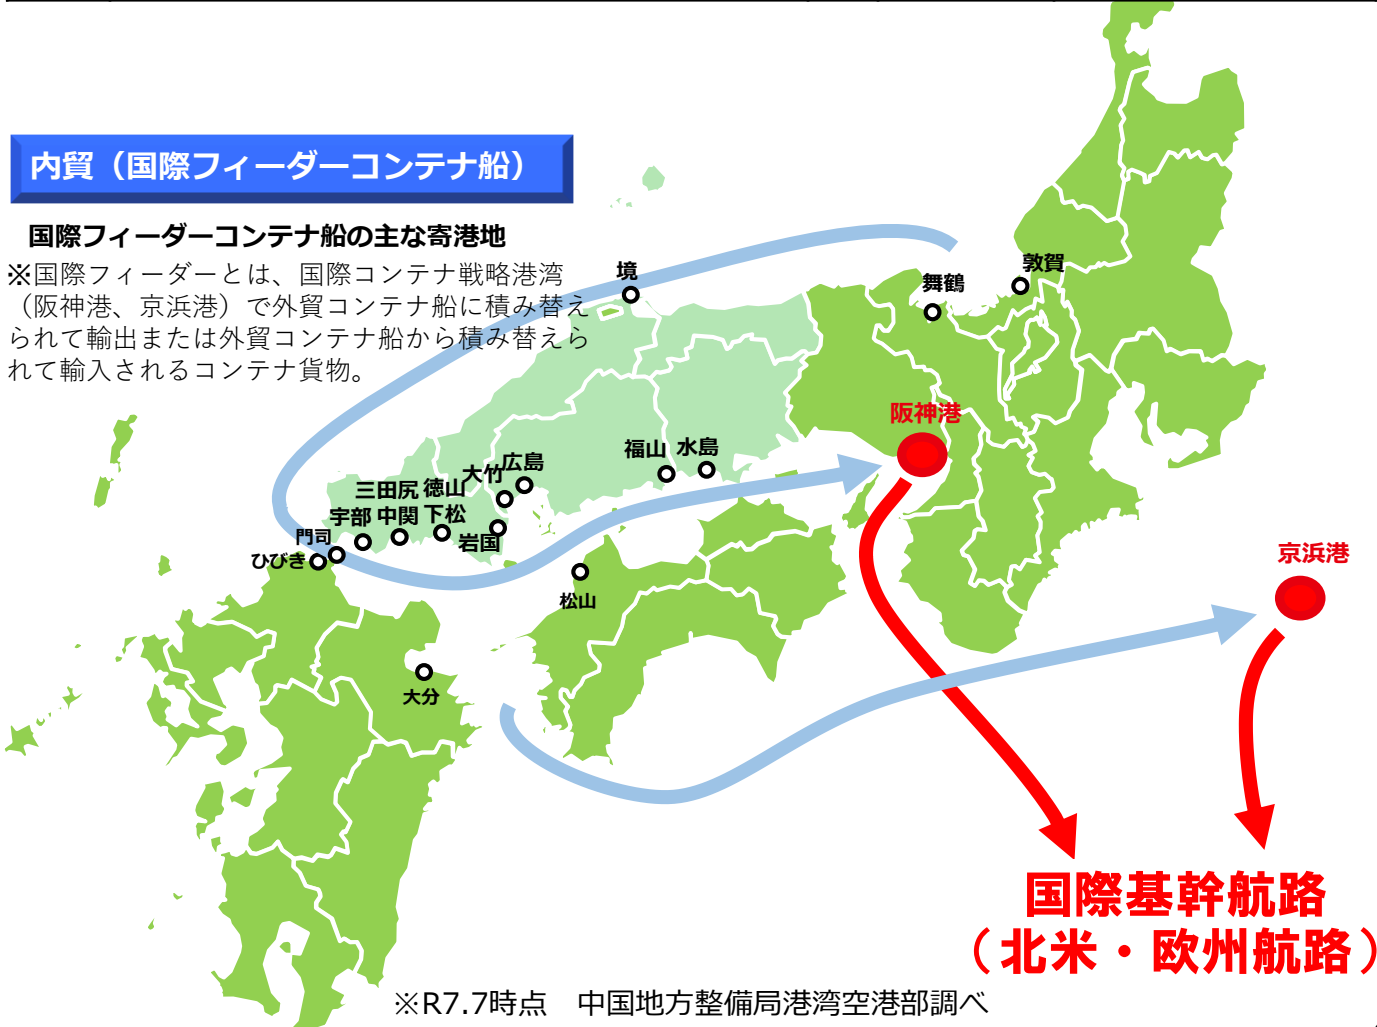 内貿（国際フィーダーコンテナ船）
国際フィーダーコンテナ船の主な寄港地
※国際フィーダーとは、国際コンテナ戦略港湾
（阪神港、京浜港）で外貿コンテナ船に積み替え
られて輸出または外貿コンテナ船から積み替えら
れて輸入されるコンテナ貨物。
境
舞鶴
敦賀
阪神港
福山
水島
広島
大竹
三田尻
中関
徳山
下松
宇部
岩国
門司
ひびき
松山
大分
京浜港
国際基幹航路
（北米・欧州航路）
※R7.7時点　中国地方整備局港湾空港部調べ